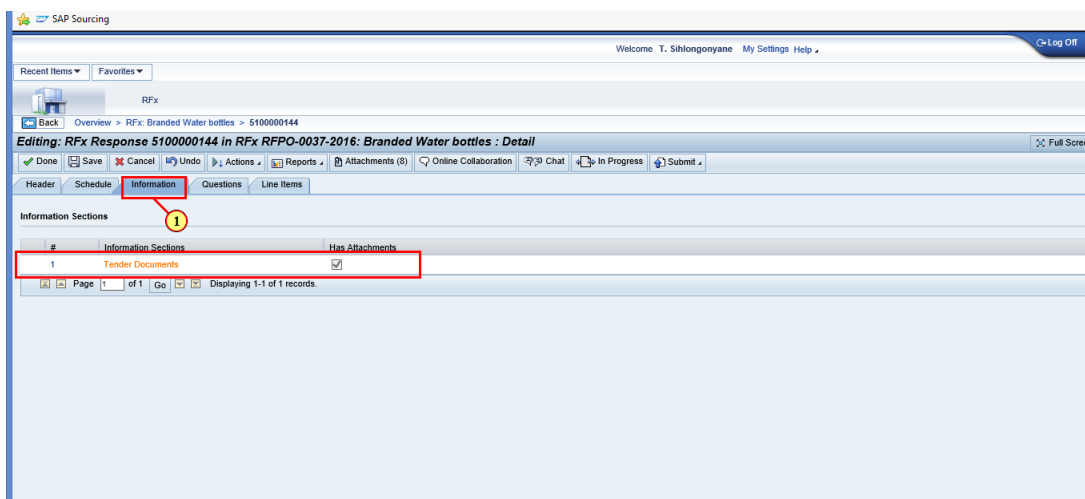 SAP Sourcing
Welcome T. Sihlongonyane My Settings Help
Log Off
Recent Items Favorites
RFx
Back Overview > RFx: Branded Water bottles > 5100000144
Editing: RFx Response 5100000144 in RFx RFPO-0037-2016: Branded Water bottles : Detail
Full Scre
Done Save Cancel Undo Actions Reports Attachments (8) Online Collaboration Chat In Progress Submit
Header Schedule Information Questions Line Items
Information Sections
1
# Information Sections Has Attachments
1 Tender Documents
Page 1 of 1 Go Displaying 1-1 of 1 records.